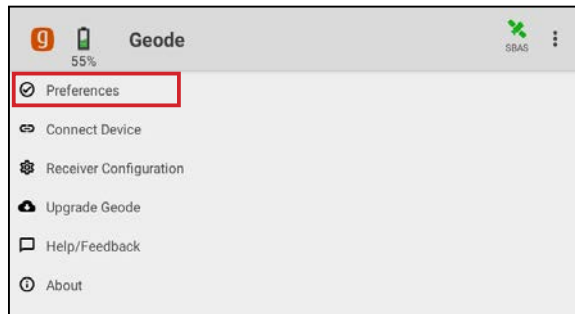 g
Geode
SBAS
55%
Preferences
Connect Device
Receiver Configuration
Upgrade Geode
Help/Feedback
About